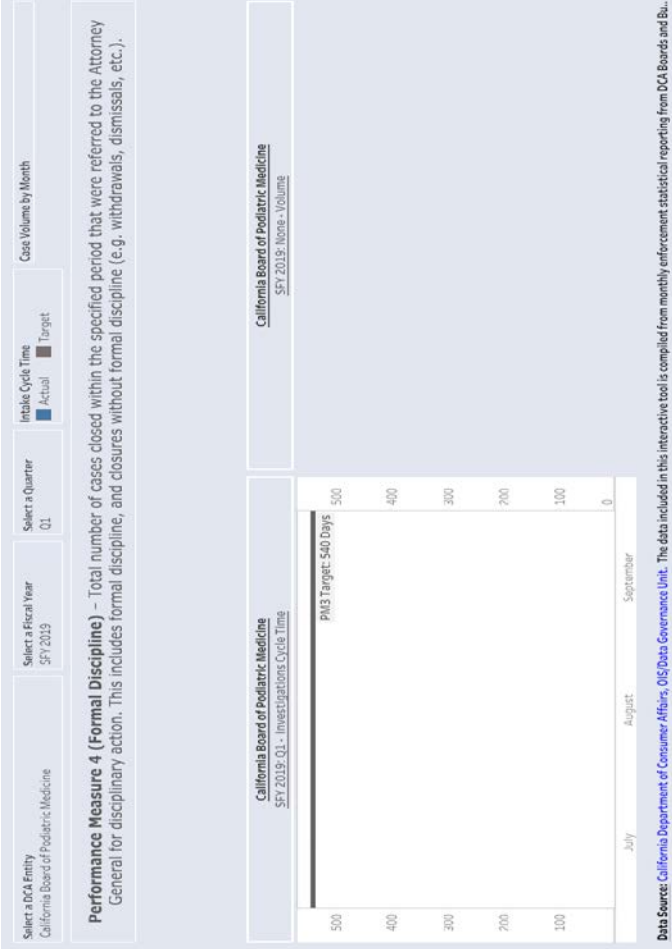 Select a DCA Entity
California Board of Podiatric Medicine
Select a Fiscal Year
SFY 2019
Select a Quarter
Q1
Intake Cycle Time
Actual Target
Case Volume by Month
Performance Measure 4 (Formal Discipline) – Total number of cases closed within the specified period that were referred to the Attorney
General for disciplinary action. This includes formal discipline, and closures without formal discipline (e.g. withdrawals, dismissals, etc.).
California Board of Podiatric Medicine
SFY 2019: Q1 - Investigations Cycle Time
California Board of Podiatric Medicine
SFY 2019: None - Volume
PM3 Target: 540 Days
500 500
400 400
300 300
200 200
100 100
0
July August September
Data Source: California Department of Consumer Affairs, OIS/Data Governance Unit. The data included in this interactive tool is compiled from monthly enforcement statistical reporting from DCA Boards and Bu..